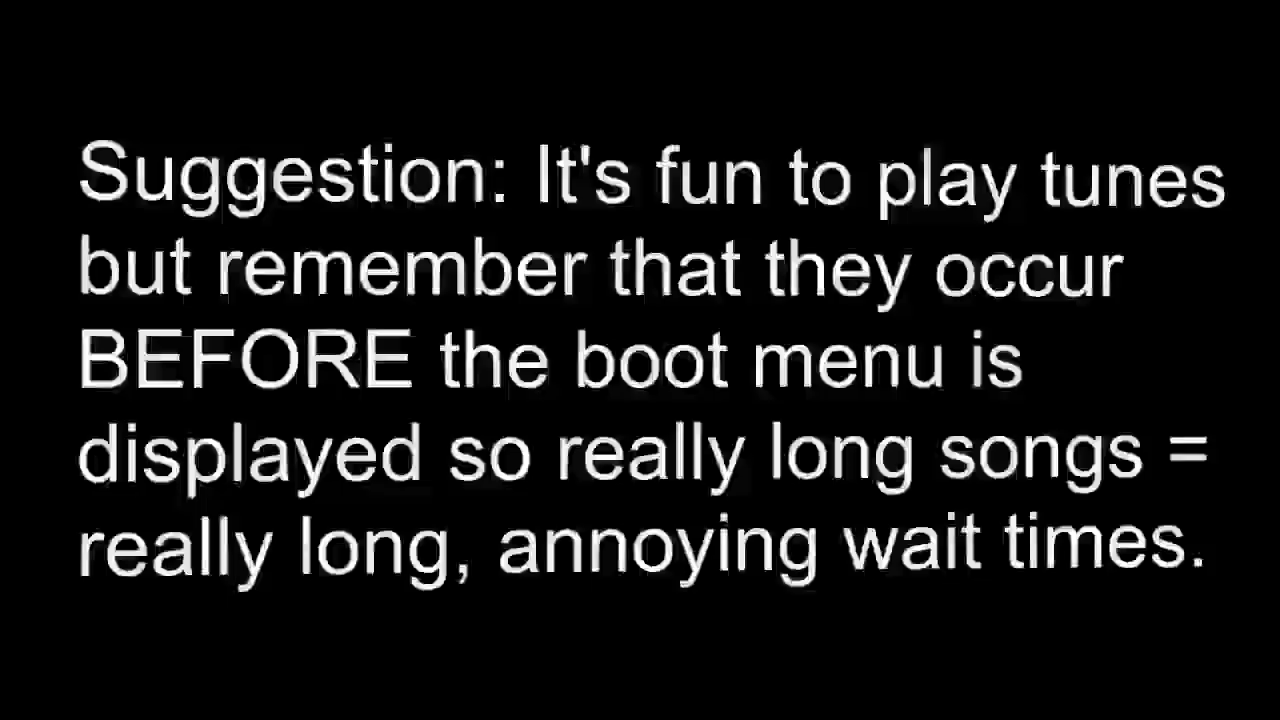 Suggestion: It's fun to play tunes
but remember that they occur
BEFORE the boot menu is
displayed so really long songs =
really long, annoying wait times.